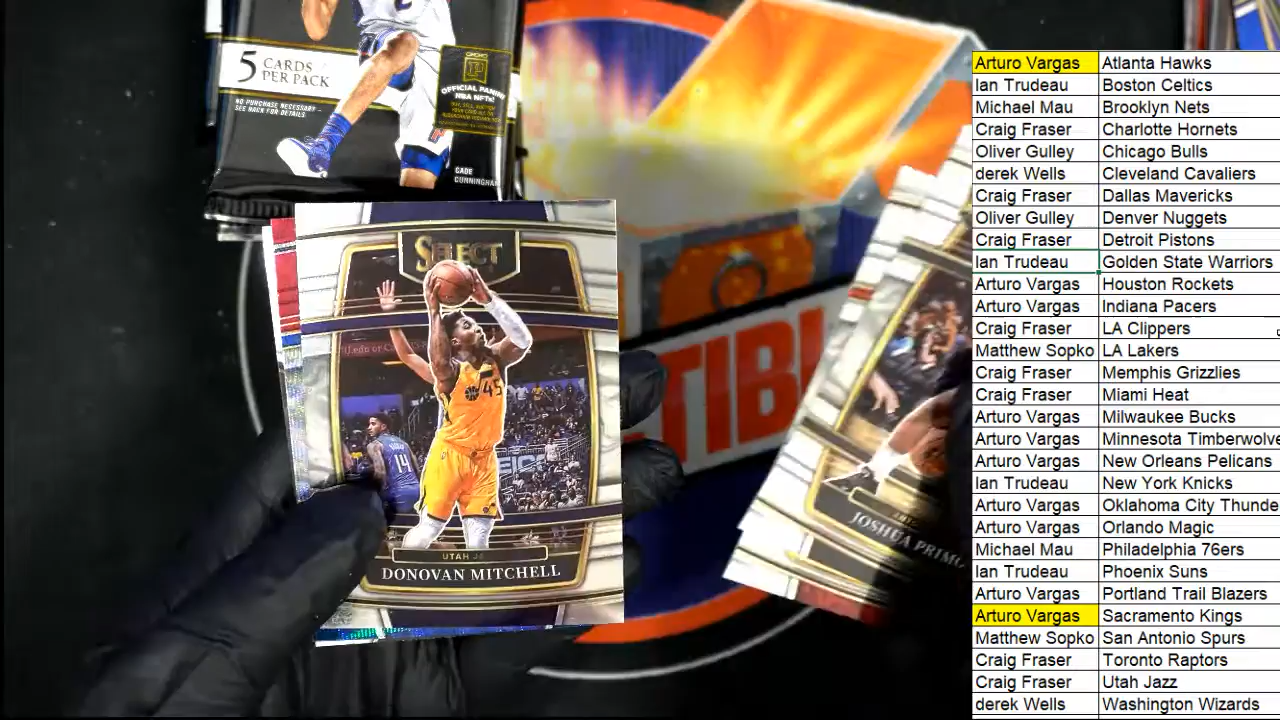 5 CARDS
PER PACK
NO PURCHASE NECESSARY -
SEE BACK FOR DETAILS
OFFICIAL PANINI
NBA NFTs!
CADE
CUNNINGHAM
SELECT
45
14
UTAH JA
DONOVAN MITCHELL
TIBL
JOSHUA PRIMO
Arturo Vargas Atlanta Hawks
Ian Trudeau Boston Celtics
Michael Mau Brooklyn Nets
Craig Fraser Charlotte Hornets
Oliver Gulley Chicago Bulls
derek Wells Cleveland Cavaliers
Craig Fraser Dallas Mavericks
Oliver Gulley Denver Nuggets
Craig Fraser Detroit Pistons
Ian Trudeau Golden State Warriors
Arturo Vargas Houston Rockets
Arturo Vargas Indiana Pacers
Craig Fraser LA Clippers
Matthew Sopko LA Lakers
Craig Fraser Memphis Grizzlies
Craig Fraser Miami Heat
Arturo Vargas Milwaukee Bucks
Arturo Vargas Minnesota Timberwolve
Arturo Vargas New Orleans Pelicans
Ian Trudeau New York Knicks
Arturo Vargas Oklahoma City Thunde
Arturo Vargas Orlando Magic
Michael Mau Philadelphia 76ers
Ian Trudeau Phoenix Suns
Arturo Vargas Portland Trail Blazers
Arturo Vargas Sacramento Kings
Matthew Sopko San Antonio Spurs
Craig Fraser Toronto Raptors
Craig Fraser Utah Jazz
derek Wells Washington Wizards